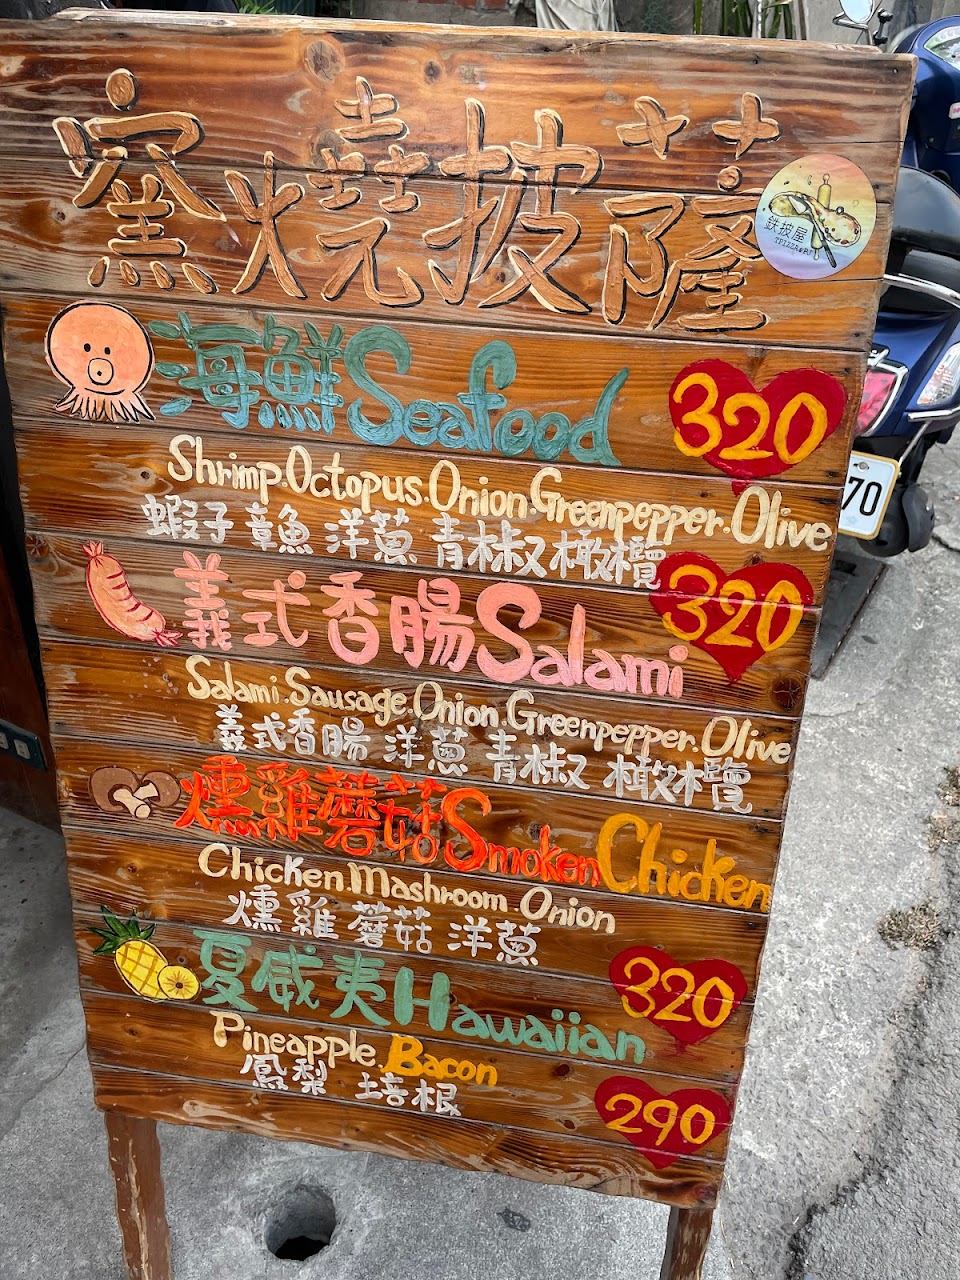 窯燒披薩
鉄披屋
海鮮Seafood 320
Shrimp.Octopus.Onion.Greenpepper.Olive
蝦子 章魚 洋蔥 青椒 橄欖
義式香腸Salami 320
Salami.Sausage.Onion.Greenpepper.Olive
義式香腸 洋蔥 青椒 橄欖
燻雞蘑菇Smoken Chicken
Chicken.Mashroom.Onion
燻雞 蘑菇 洋蔥
320
夏威夷Hawaiian
Pineapple.Bacon
鳳梨 培根
290
70